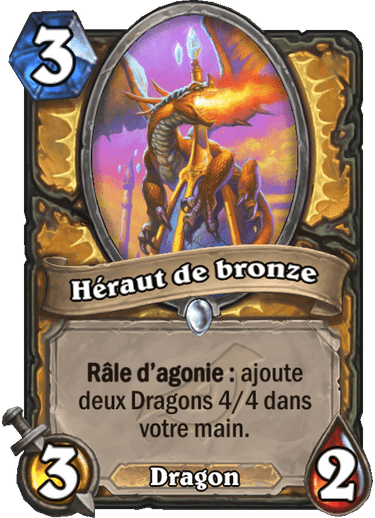 3
Héraut de bronze
Râle d’agonie : ajoute
deux Dragons 4/4 dans
votre main.
3
Dragon
2